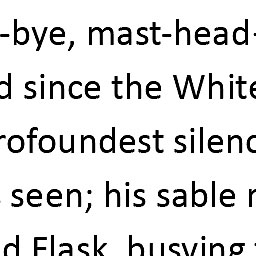 -bye, mast-head-
d since the White
rofoundest silenc
seen; his sable
d Flask, busying